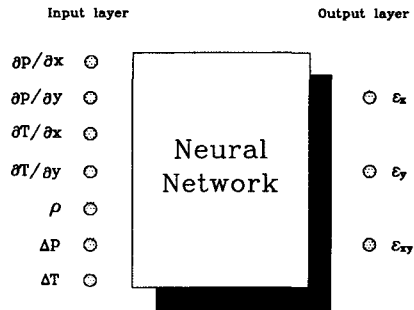 Input layer Output layer
∂p/∂x
∂p/∂y εx
∂T/∂x
∂T/∂y εy
Neural
Network
ρ
ΔP εxy
ΔT